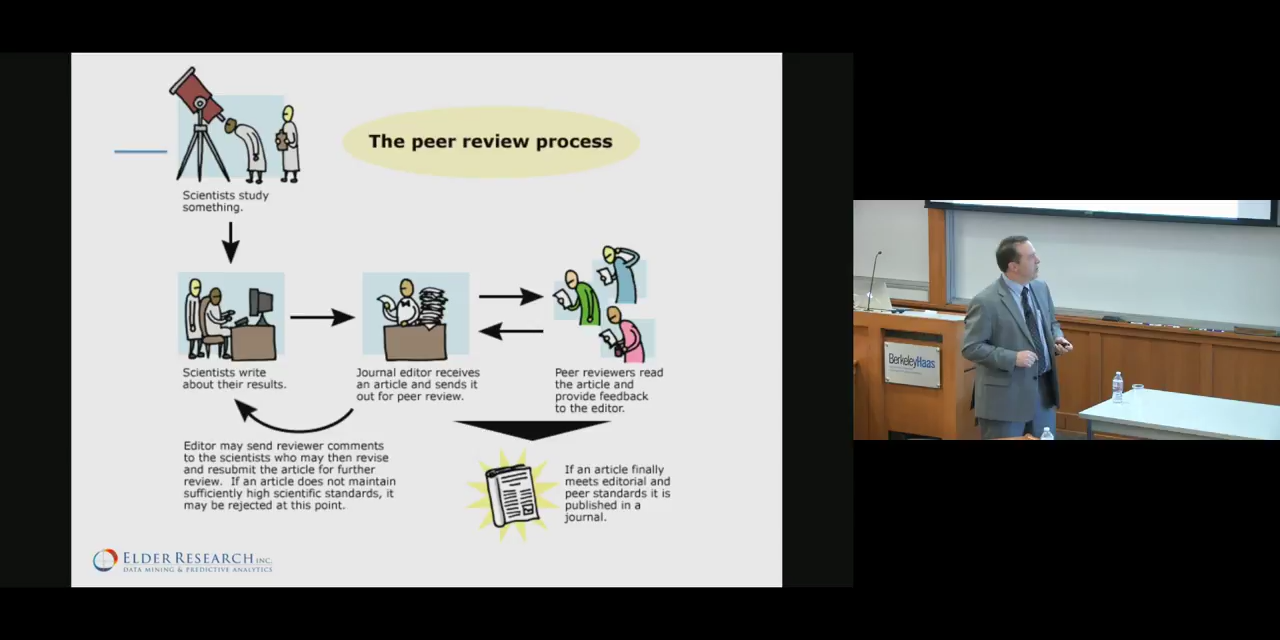 The peer review process
Scientists study
something.
Scientists write
about their results.
Journal editor receives
an article and sends it
out for peer review.
Peer reviewers read
the article and
provide feedback
to the editor.
Editor may send reviewer comments
to the scientists who may then revise
and resubmit the article for further
review. If an article does not maintain
sufficiently high scientific standards, it
may be rejected at this point.
If an article finally
meets editorial and
peer standards it is
published in a
journal.
ELDER RESEARCH INC.
DATA MINING & PREDICTIVE ANALYTICS
BerkeleyHaas